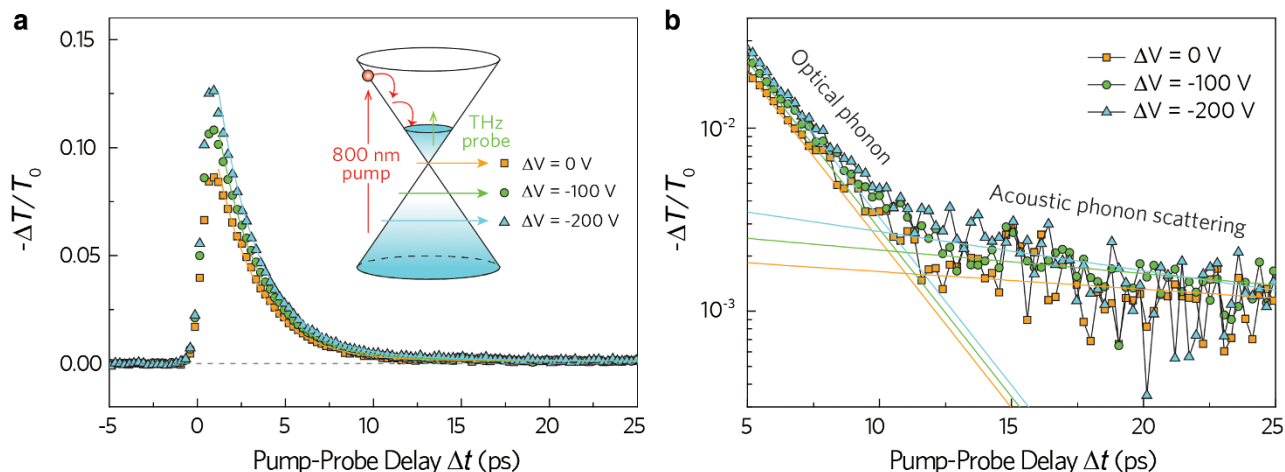 a
0.15
0.10
0.05
0.00
-ΔT/T₀
-5
0
5
10
15
20
25
Pump-Probe Delay Δt (ps)
800 nm
pump
THz
probe
ΔV = 0 V
ΔV = -100 V
ΔV = -200 V
b
10⁻²
10⁻³
-ΔT/T₀
5
10
15
20
25
Pump-Probe Delay Δt (ps)
Optical phonon
Acoustic phonon scattering
ΔV = 0 V
ΔV = -100 V
ΔV = -200 V